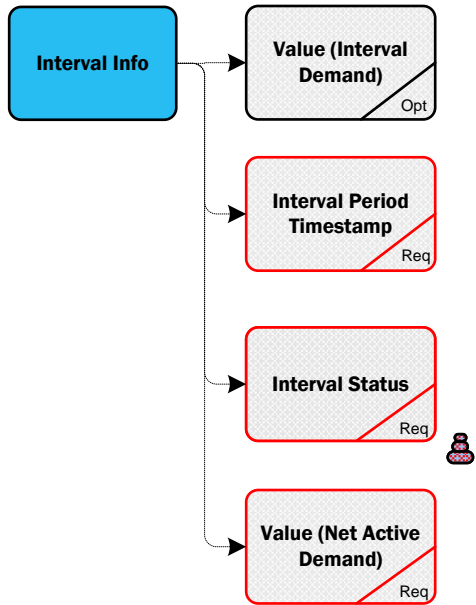 Interval Info
Value (Interval
Demand)
Opt
Interval Period
Timestamp
Req
Interval Status
Req
Value (Net Active
Demand)
Req